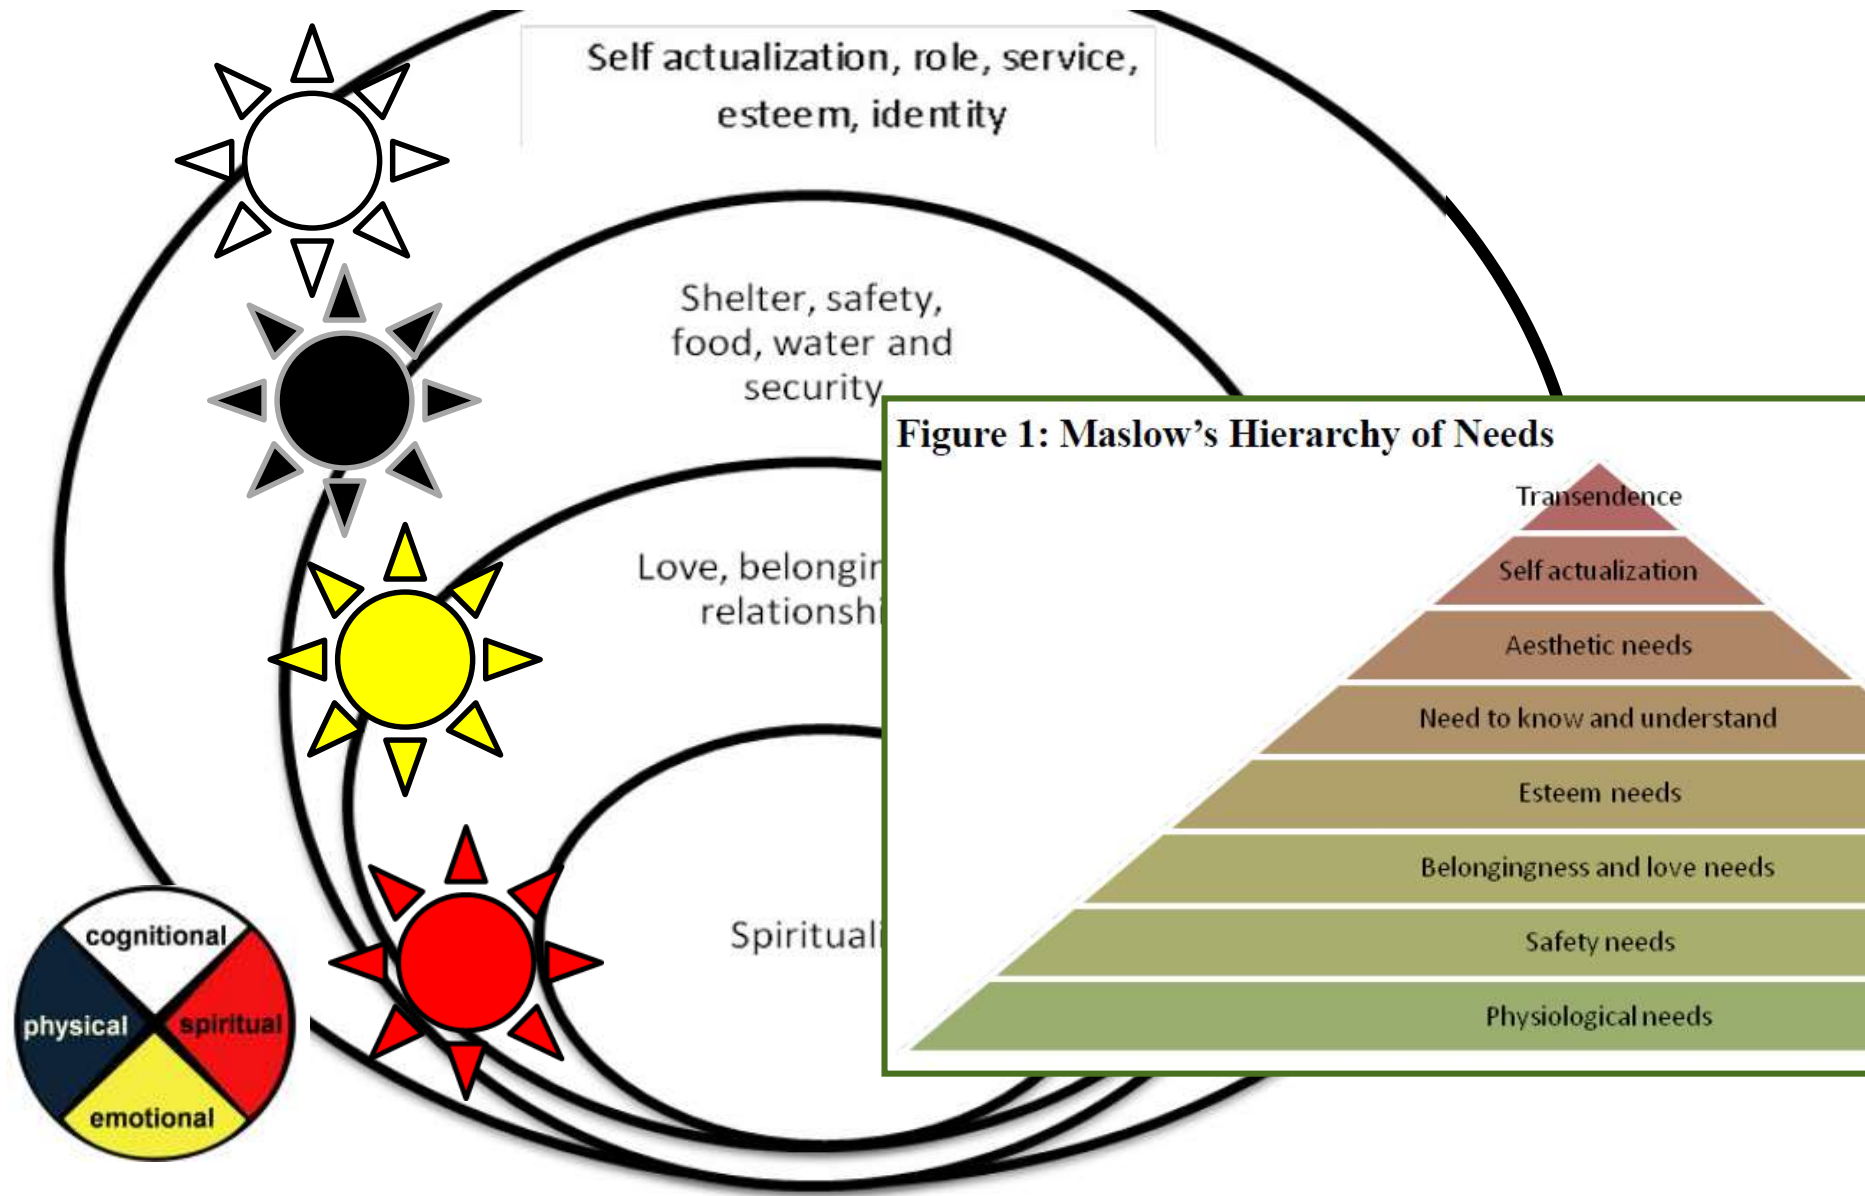 Self actualization, role, service,
esteem, identity
Shelter, safety,
food, water and
security
Love, belongin
relationshi
Spirituali
Figure 1: Maslow's Hierarchy of Needs
Transendence
Self actualization
Aesthetic needs
Need to know and understand
Esteem needs
Belongingness and love needs
Safety needs
Physiological needs
cognitional
physical
spiritual
emotional